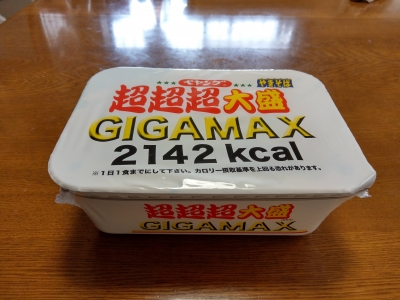 ペヤング
やきそば
超超超大盛
GIGAMAX
2142 kcal
※1日1食までにして下さい。カロリー摂取基準を上回る恐れがあります。
超超超大盛
GIGAMAX